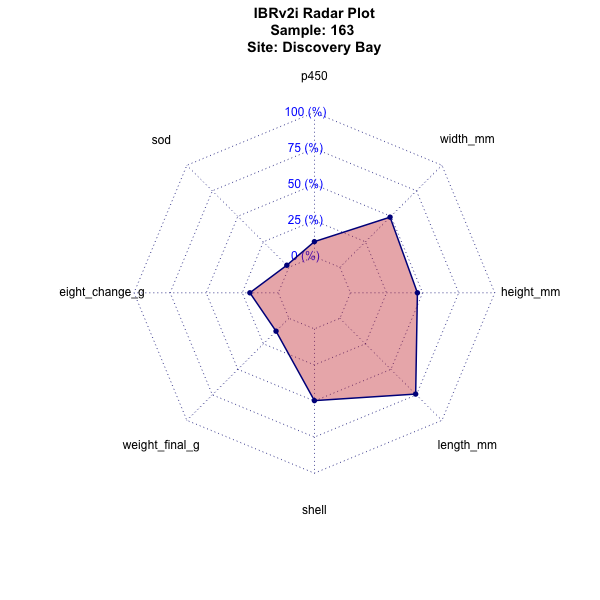 IBRv2i Radar Plot
Sample: 163
Site: Discovery Bay
p450
100 (%)
sod
width_mm
75 (%)
50 (%)
25 (%)
0 (%)
eight_change_g
height_mm
weight_final_g
length_mm
shell